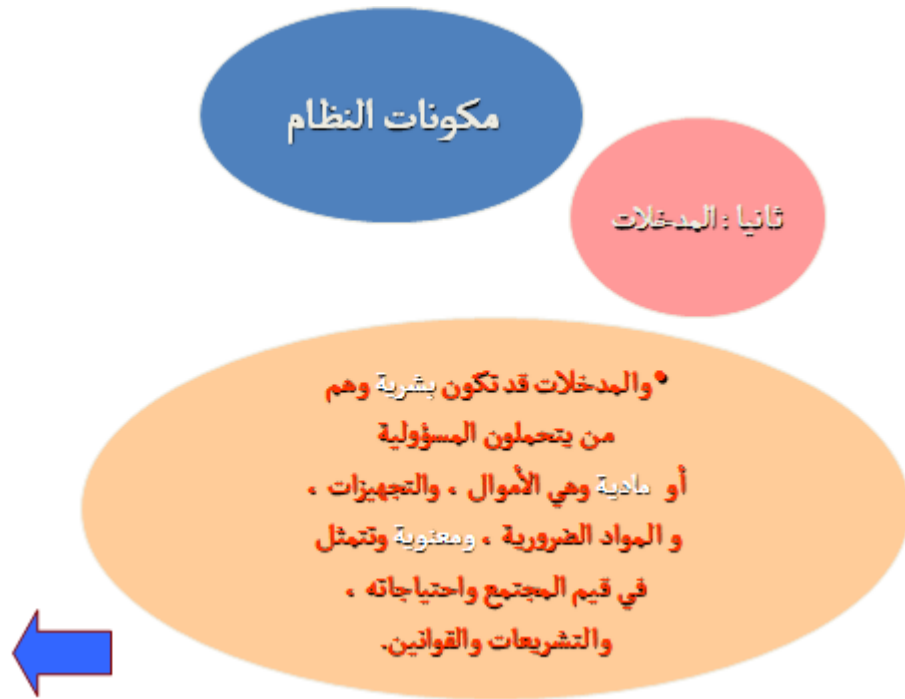 مكونات النظام
ثانيا : المدخلات
•والمدخلات قد تكون بشرية وهم
من يتحملون المسؤولية
أو مادية وهي الأموال ، والتجهيزات ،
و المواد الضرورية ، ومعنوية وتتمثل
في قيم المجتمع واحتياجاته ،
والتشريعات والقوانين.